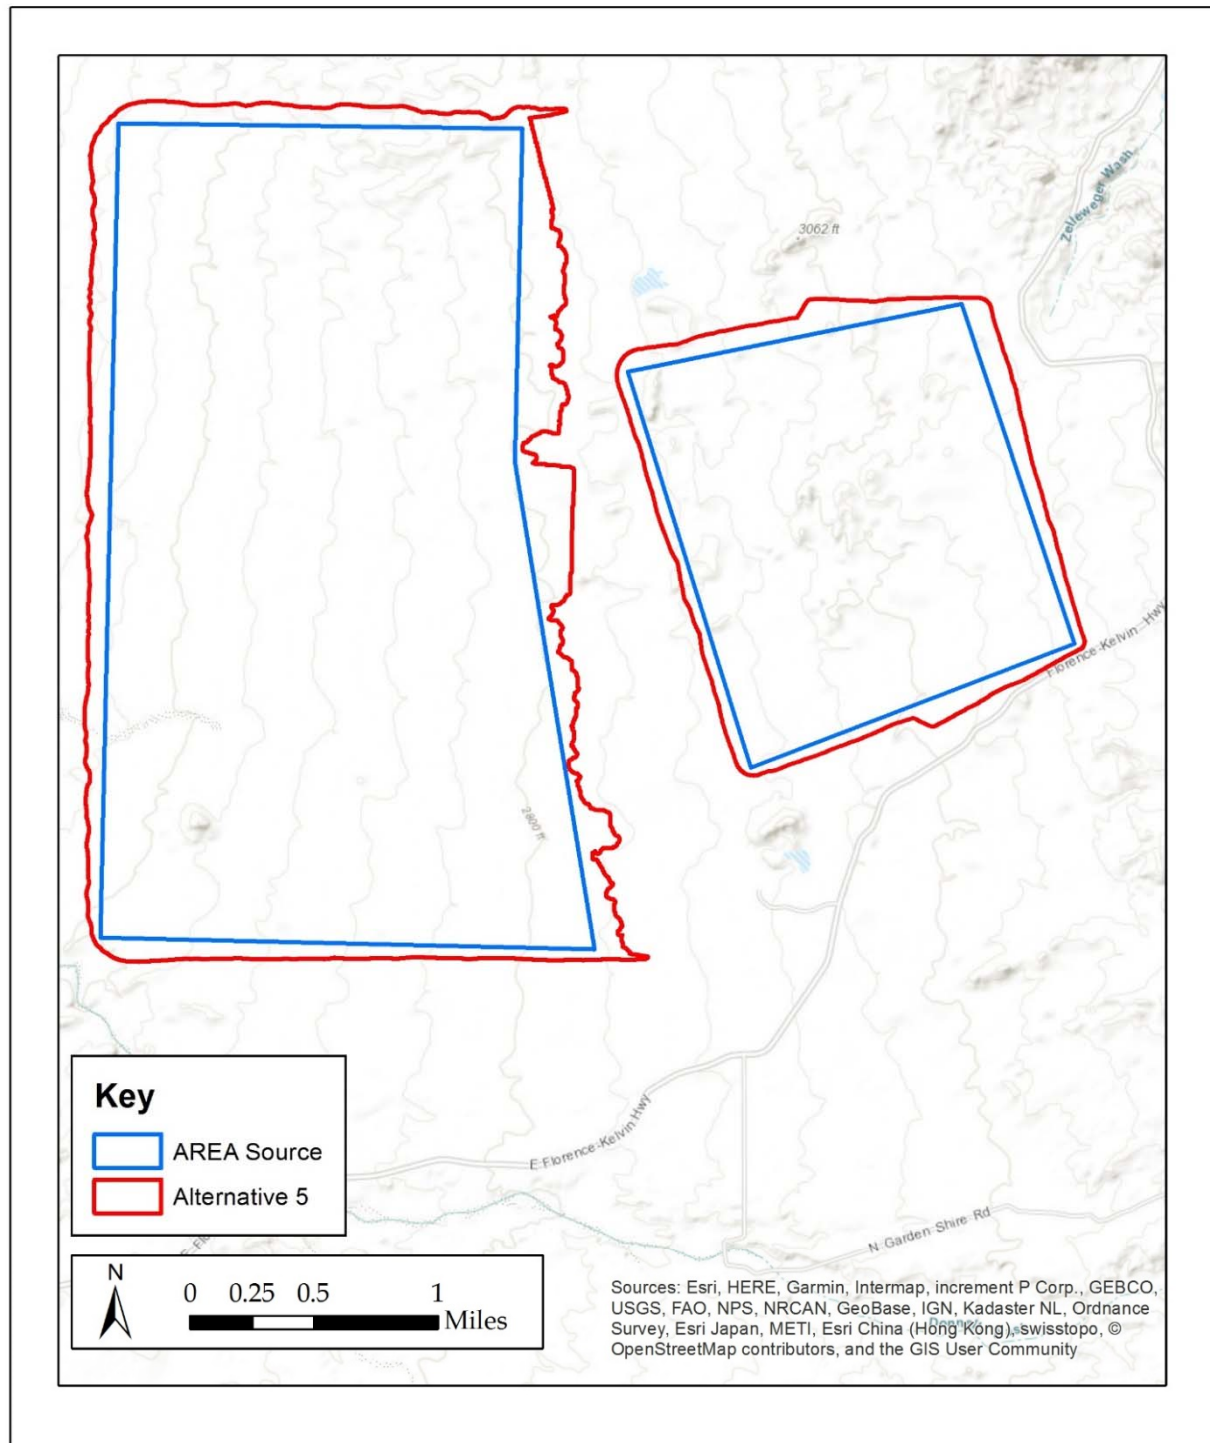 Zelleweger Wash
3062 ft
Florence-Kelvin Hwy
2800 ft
Key
AREA Source
Alternative 5
E Florence-Kelvin Hwy
N Garden Shire Rd
N
0 0.25 0.5 1
Miles
Sources: Esri, HERE, Garmin, Intermap, increment P Corp., GEBCO,
USGS, FAO, NPS, NRCAN, GeoBase, IGN, Kadaster NL, Ordnance
Survey, Esri Japan, METI, Esri China (Hong Kong), swisstopo, ©
OpenStreetMap contributors, and the GIS User Community